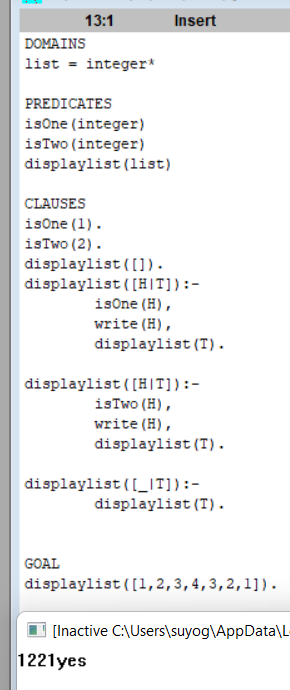 13:1 Insert
DOMAINS
list = integer*
PREDICATES
isOne(integer)
isTwo(integer)
displaylist(list)
CLAUSES
isOne(1).
isTwo(2).
displaylist([]).
displaylist([H|T]):-
isOne(H),
write(H),
displaylist(T).
displaylist([H|T]):-
isTwo(H),
write(H),
displaylist(T).
displaylist([_|T]):-
displaylist(T).
GOAL
displaylist([1,2,3,4,3,2,1]).
[Inactive C:\Users\suyog\AppData\L
1221yes